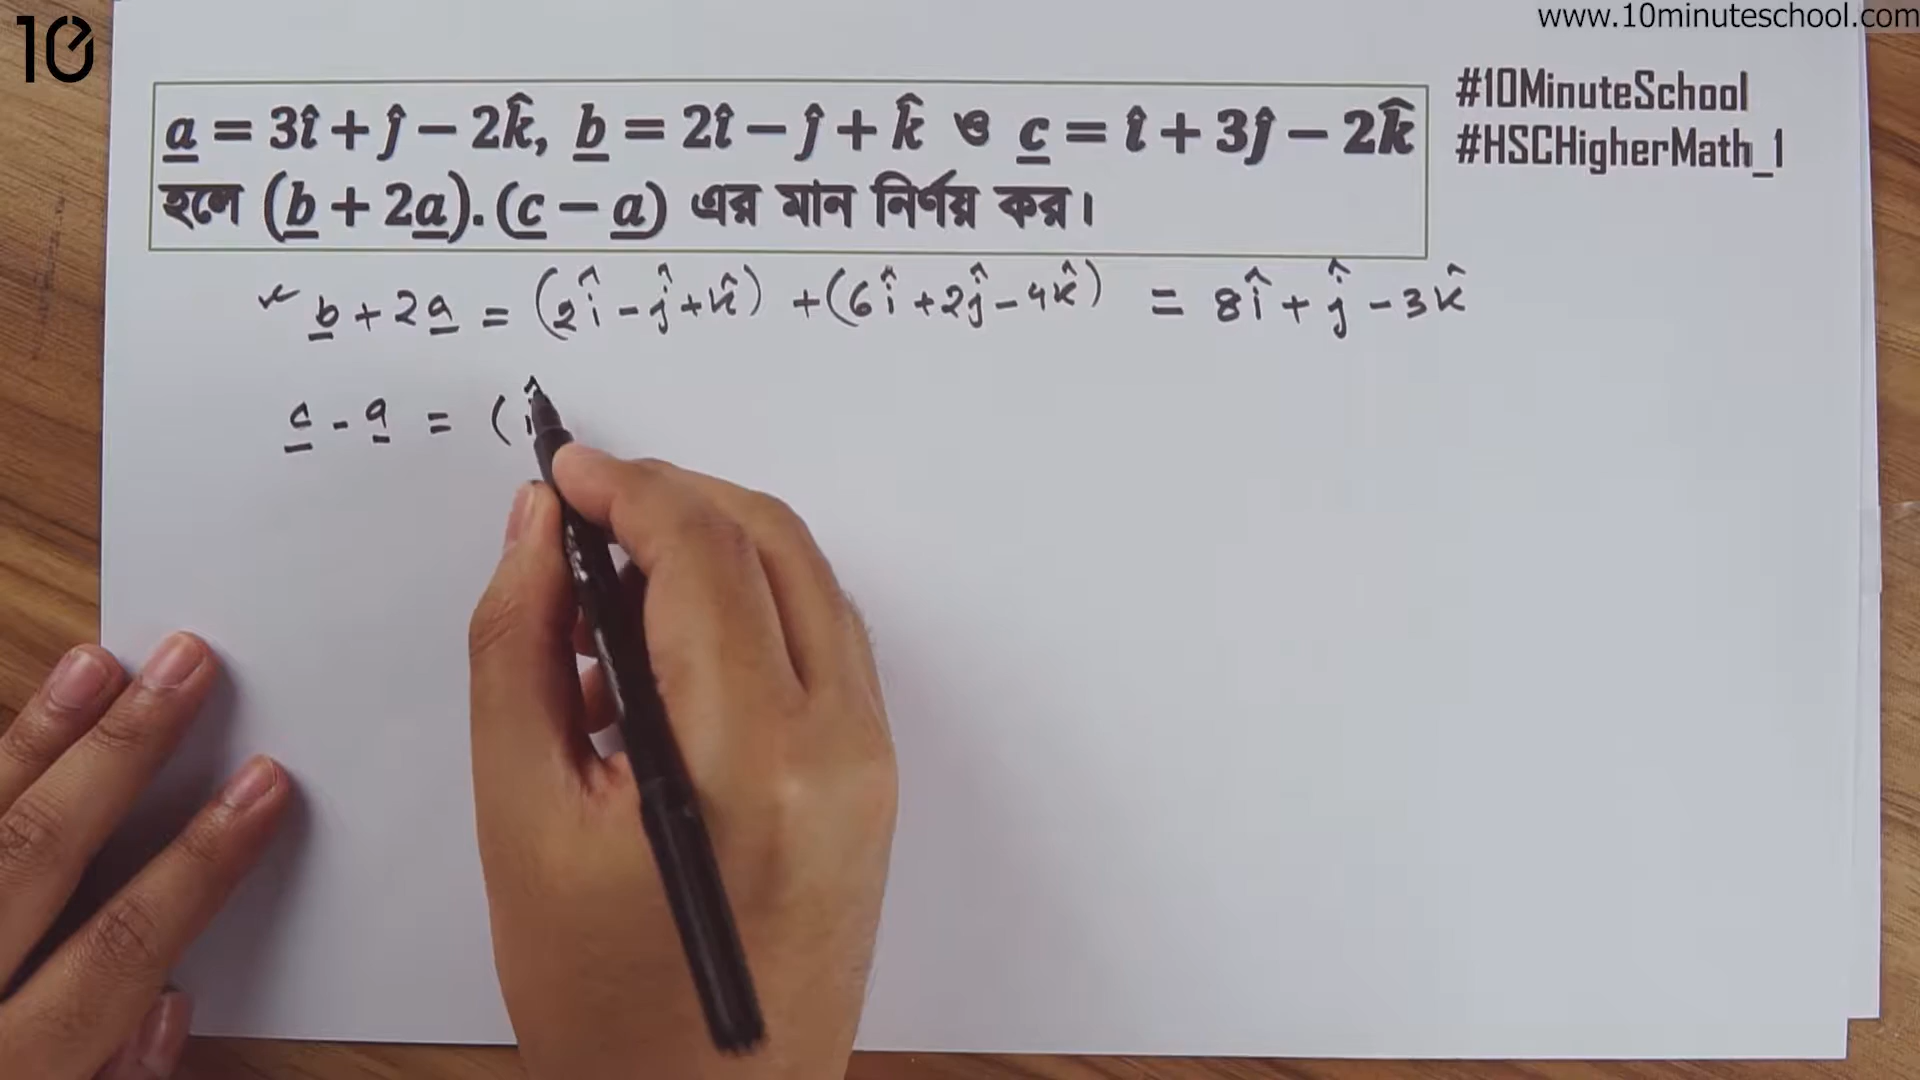 10
www.10minuteschool.com
#10MinuteSchool
#HSCHigherMath_1
a = 3î + ĵ − 2k̂, b = 2î − ĵ + k̂ ও c = î + 3ĵ − 2k̂
হলে (b + 2a). (c − a) এর মান নির্ণয় কর।
b + 2a = (2î − ĵ + k̂) + (6î + 2ĵ − 4k̂) = 8î + ĵ − 3k̂
c − a = (î